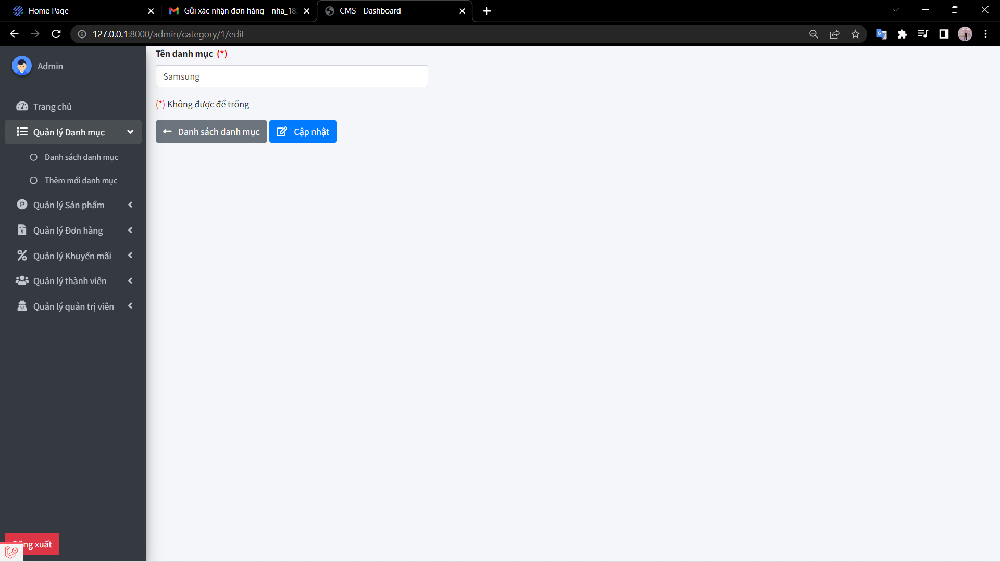 Home Page
Gửi xác nhận đơn hàng - nha_18
CMS - Dashboard
127.0.0.1:8000/admin/category/1/edit
Admin
Trang chủ
Quản lý Danh mục
Danh sách danh mục
Thêm mới danh mục
Quản lý Sản phẩm
Quản lý Đơn hàng
Quản lý Khuyến mãi
Quản lý thành viên
Quản lý quản trị viên
Đăng xuất
Tên danh mục (*)
Samsung
(*) Không được để trống
Danh sách danh mục
Cập nhật